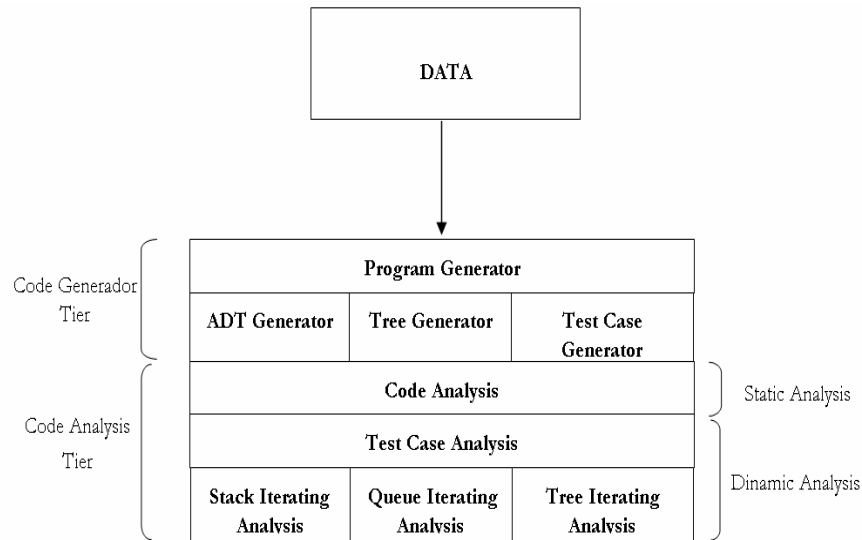 DATA
Code Generador
Tier
Program Generator
ADT Generator
Tree Generator
Test Case
Generator
Code Analysis
Tier
Code Analysis
Static Analysis
Test Case Analysis
Stack Iterating
Analysis
Queue Iterating
Analysis
Tree Iterating
Analysis
Dinamic Analysis